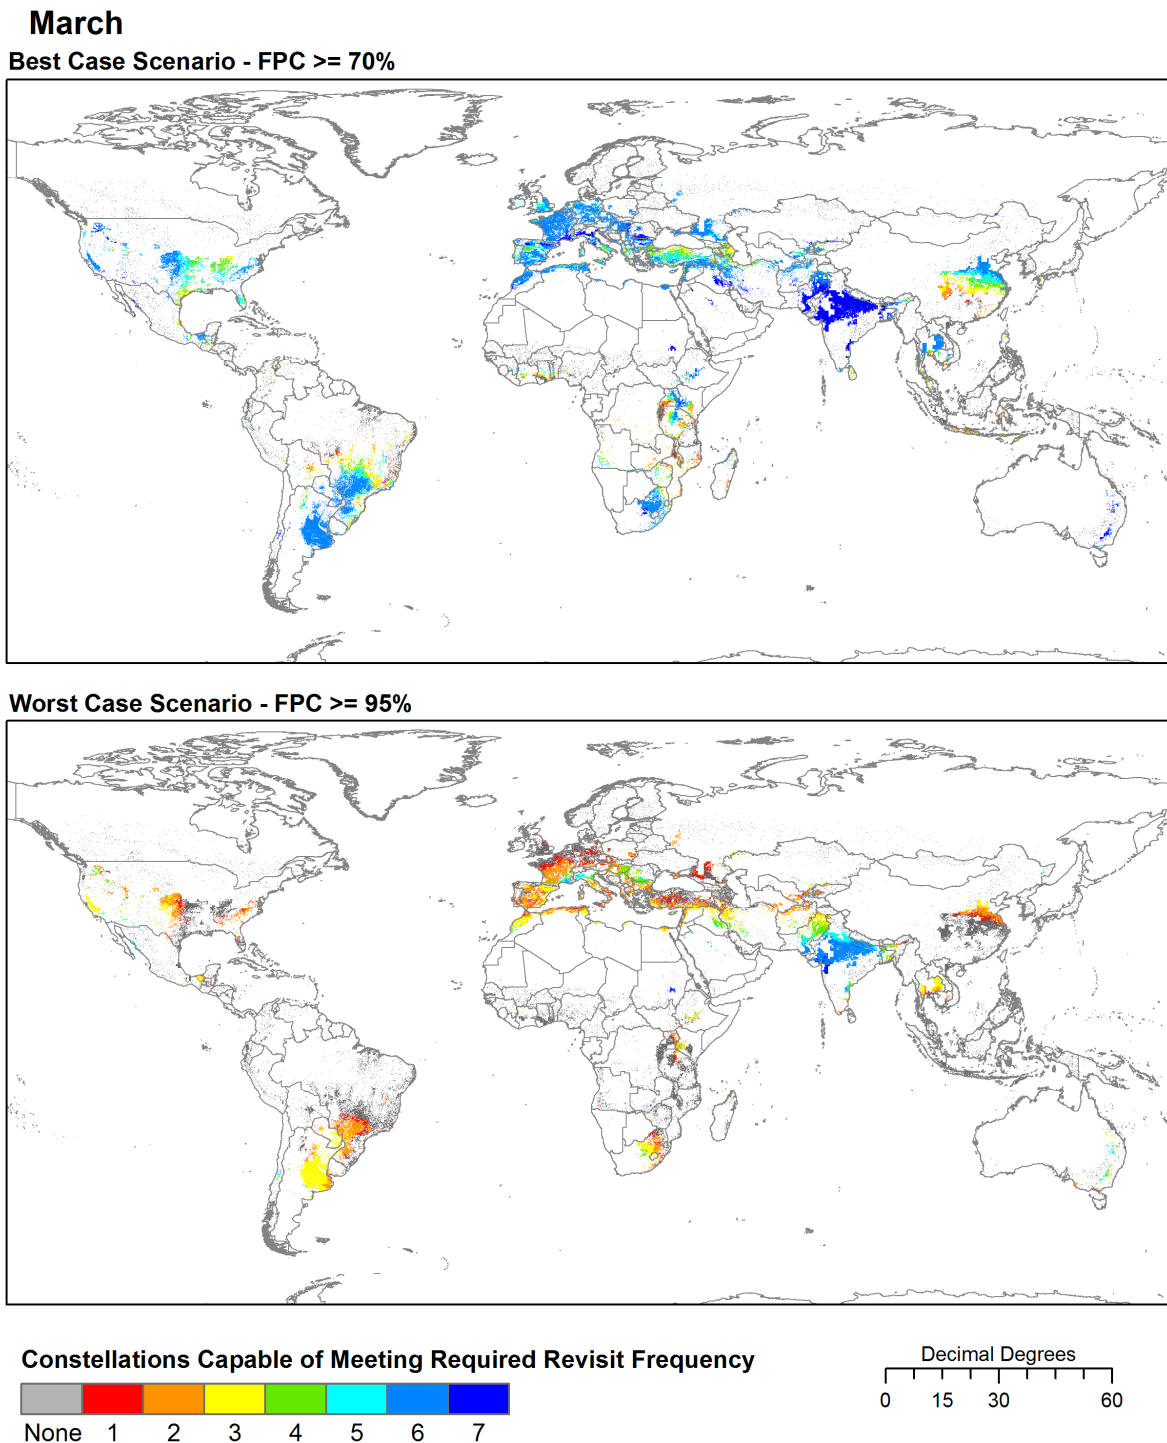 March
Best Case Scenario - FPC >= 70%
Worst Case Scenario - FPC >= 95%
Constellations Capable of Meeting Required Revisit Frequency
None 1 2 3 4 5 6 7
Decimal Degrees
0 15 30 60